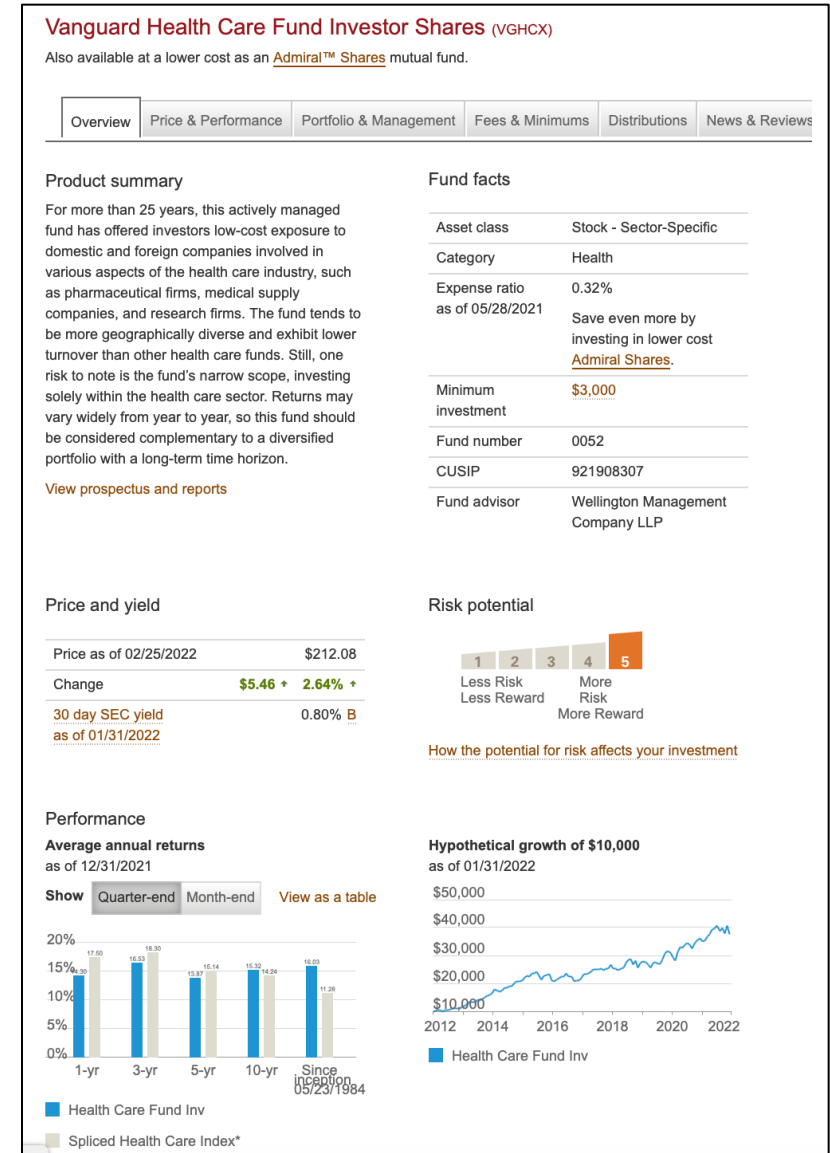 Vanguard Health Care Fund Investor Shares (VGHCX)
Also available at a lower cost as an Admiral™ Shares mutual fund.
Overview
Price & Performance
Portfolio & Management
Fees & Minimums
Distributions
News & Reviews
Product summary
For more than 25 years, this actively managed
fund has offered investors low-cost exposure to
domestic and foreign companies involved in
various aspects of the health care industry, such
as pharmaceutical firms, medical supply
companies, and research firms. The fund tends to
be more geographically diverse and exhibit lower
turnover than other health care funds. Still, one
risk to note is the fund's narrow scope, investing
solely within the health care sector. Returns may
vary widely from year to year, so this fund should
be considered complementary to a diversified
portfolio with a long-term time horizon.
View prospectus and reports
Fund facts
Asset class Stock - Sector-Specific
Category Health
Expense ratio 0.32%
as of 05/28/2021
Save even more by
investing in lower cost
Admiral Shares.
Minimum $3,000
investment
Fund number 0052
CUSIP 921908307
Fund advisor Wellington Management
Company LLP
Price and yield
Price as of 02/25/2022 $212.08
Change $5.46 ↑ 2.64% ↑
30 day SEC yield 0.80% B
as of 01/31/2022
Risk potential
1 2 3 4 5
Less Risk More
Less Reward Risk
More Reward
How the potential for risk affects your investment
Performance
Average annual returns
as of 12/31/2021
Show Quarter-end Month-end View as a table
20%
15%
10%
5%
0%
17.50 16.53 18.30 13.87 15.14 15.32 14.24 16.03 11.28
1-yr 3-yr 5-yr 10-yr Since
inception
05/23/1984
Health Care Fund Inv
Spliced Health Care Index*
Hypothetical growth of $10,000
as of 01/31/2022
$50,000
$40,000
$30,000
$20,000
$10,000
2012 2014 2016 2018 2020 2022
Health Care Fund Inv